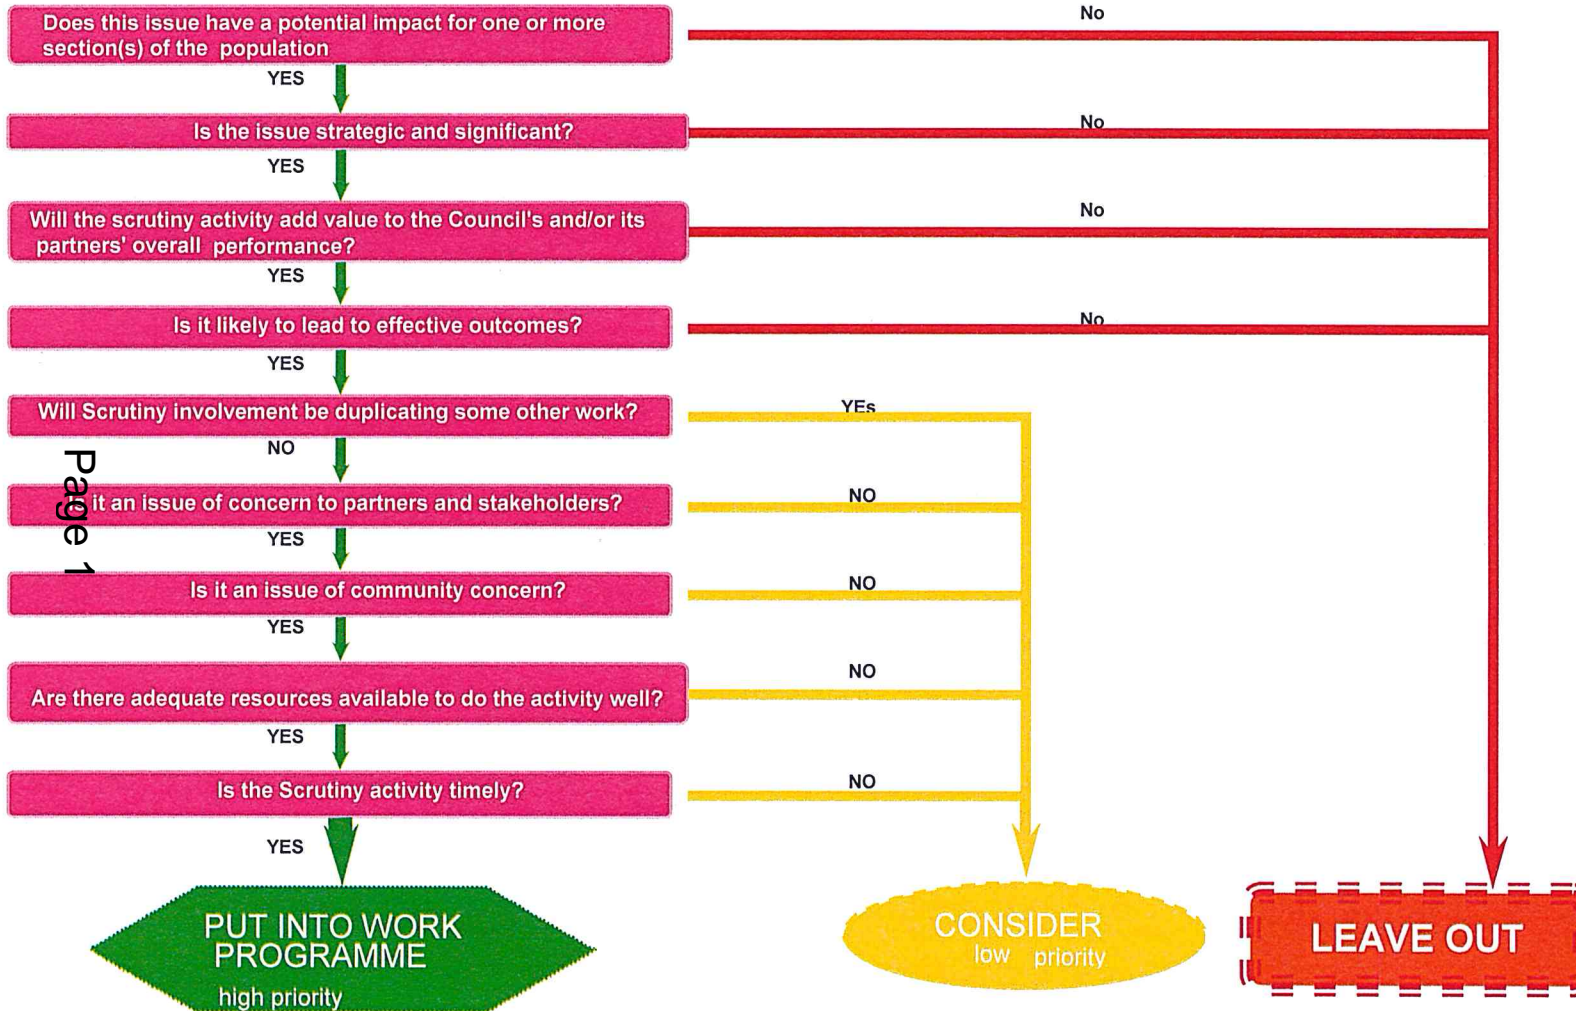 Does this issue have a potential impact for one or more
section(s) of the population
No
YES
Is the issue strategic and significant?
No
YES
Will the scrutiny activity add value to the Council's and/or its
partners' overall performance?
No
YES
Is it likely to lead to effective outcomes?
No
YES
Will Scrutiny involvement be duplicating some other work?
YEs
NO
it an issue of concern to partners and stakeholders?
NO
YES
Page 1
Is it an issue of community concern?
NO
YES
Are there adequate resources available to do the activity well?
NO
YES
Is the Scrutiny activity timely?
NO
YES
PUT INTO WORK
PROGRAMME
high priority
CONSIDER
low priority
LEAVE OUT